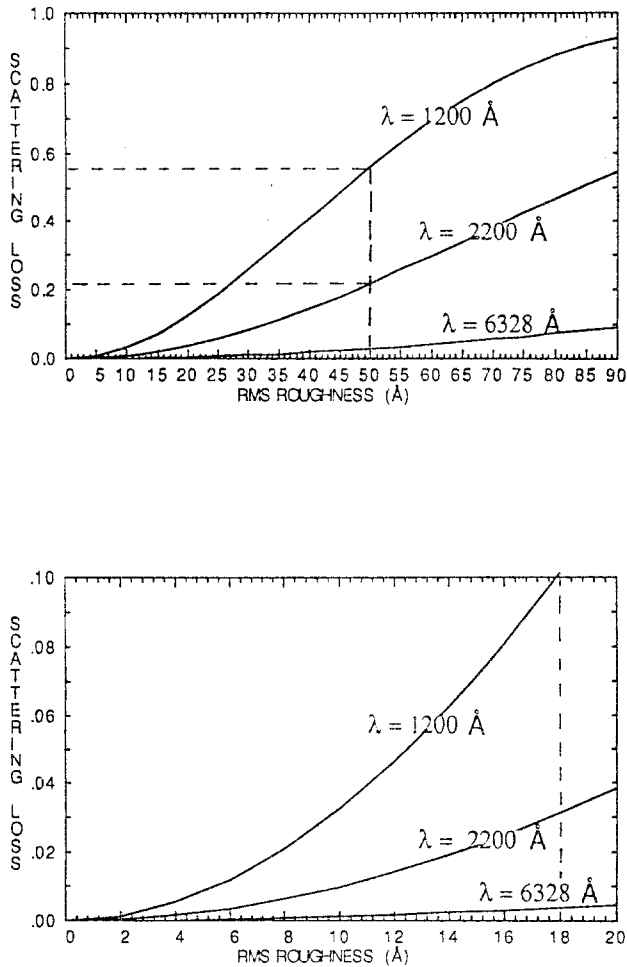 SCATTERING LOSS
1.0
0.8
0.6
0.4
0.2
0.0
λ = 1200 Å
λ = 2200 Å
λ = 6328 Å
0 5 10 15 20 25 30 35 40 45 50 55 60 65 70 75 80 85 90
RMS ROUGHNESS (Å)
SCATTERING LOSS
.10
.08
.06
.04
.02
.00
λ = 1200 Å
λ = 2200 Å
λ = 6328 Å
0 2 4 6 8 10 12 14 16 18 20
RMS ROUGHNESS (Å)